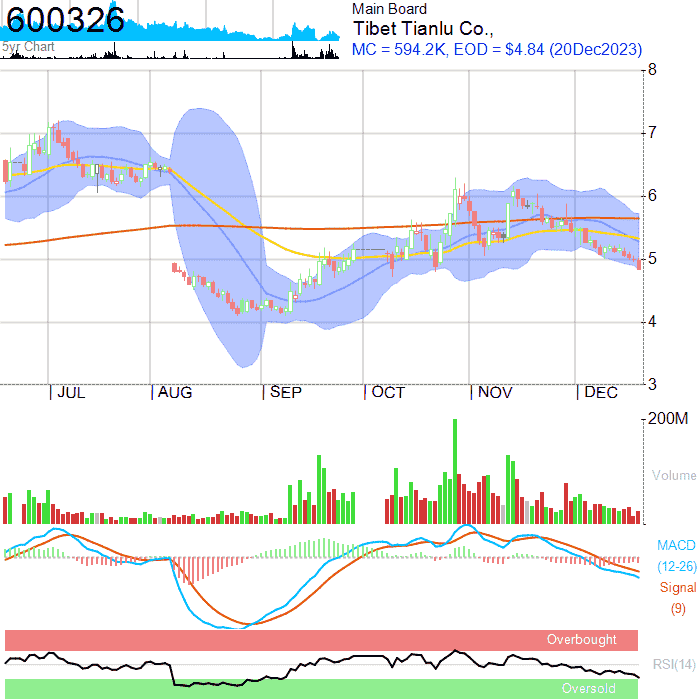 600326
5yr Chart
Main Board
Tibet Tianlu Co.,
MC = 594.2K, EOD = $4.84 (20Dec2023)
8
7
6
5
4
3
JUL AUG SEP OCT NOV DEC
200M
Volume
MACD
(12-26)
Signal
(9)
Overbought
RSI(14)
Oversold